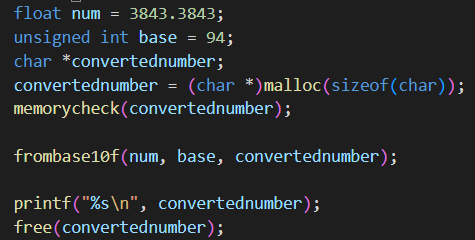 float num = 3843.3843;
unsigned int base = 94;
char *convertednumber;
convertednumber = (char *)malloc(sizeof(char));
memorycheck(convertednumber);

frombase10f(num, base, convertednumber);

printf("%s\n", convertednumber);
free(convertednumber);